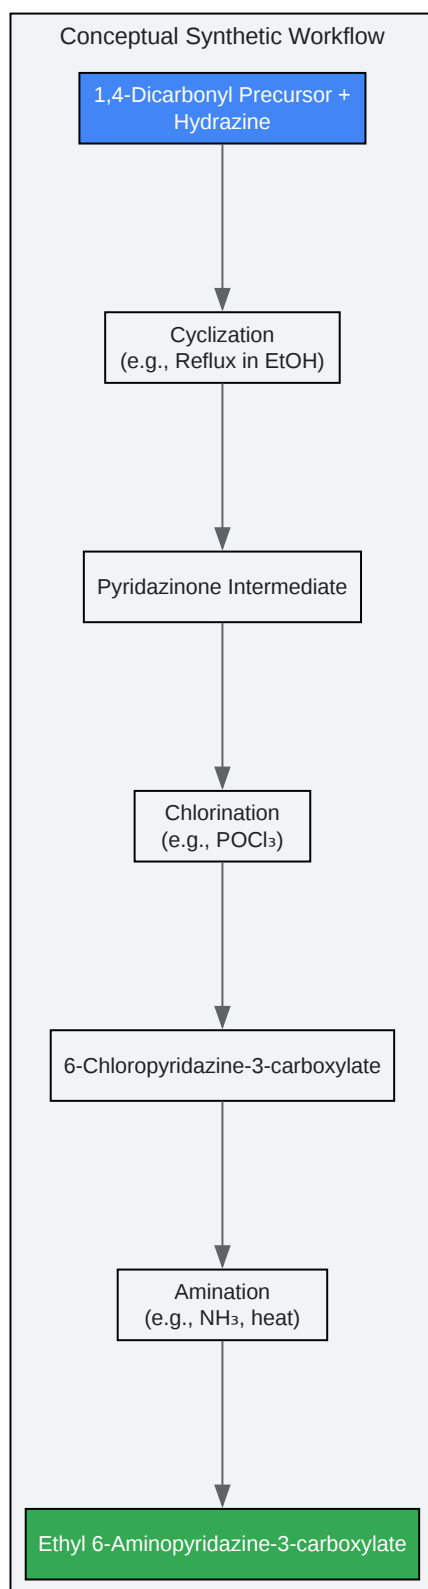 Conceptual Synthetic Workflow
1,4-Dicarbonyl Precursor +
Hydrazine
Cyclization
(e.g., Reflux in EtOH)
Pyridazinone Intermediate
Chlorination
(e.g., POCl₃)
6-Chloropyridazine-3-carboxylate
Amination
(e.g., NH₃, heat)
Ethyl 6-Aminopyridazine-3-carboxylate